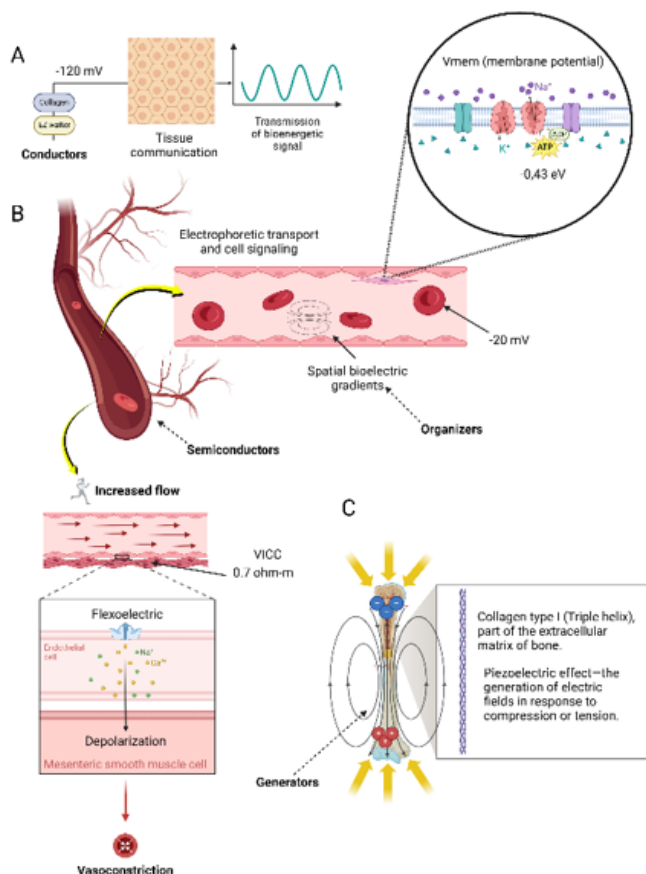 A
-120 mV
Collagen
EZ water
Conductors
Tissue
communication
Transmission
of bioenergetic
signal
Vmem (membrane potential)
Na⁺
K⁺
ATP
-0,43 eV
B
Electrophoretic transport
and cell signaling
-20 mV
Spatial bioelectric
gradients
Organizers
Semiconductors
Increased flow
VICC
0.7 ohm-m
Flexoelectric
Endothelial
cell
Na⁺
Ca²⁺
Depolarization
Mesenteric smooth muscle cell
Vasoconstriction
C
Collagen type I (Triple helix),
part of the extracellular
matrix of bone.
Piezoelectric effect—the
generation of electric
fields in response to
compression or tension.
Generators